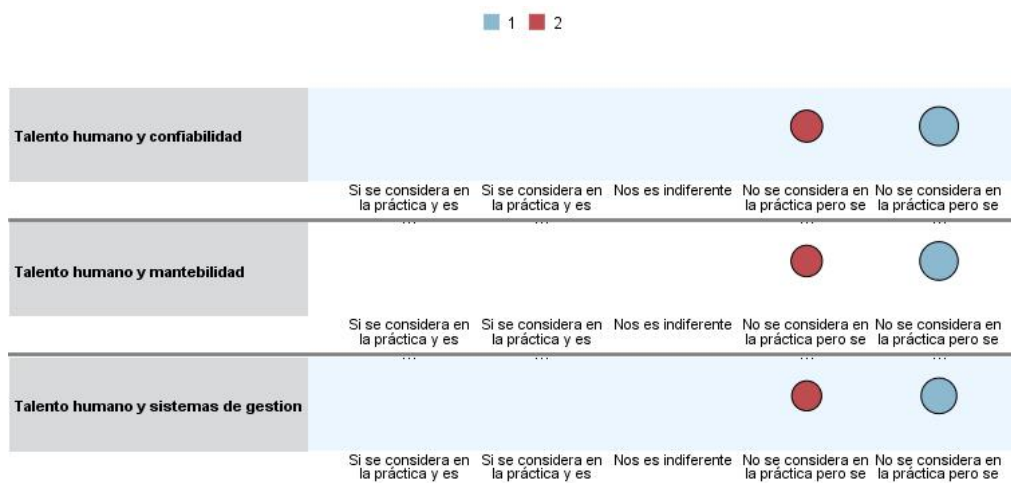 1 2
Talento humano y confiabilidad
Si se considera en Si se considera en Nos es indiferente No se considera en No se considera en
la práctica y es la práctica y es la práctica pero se la práctica pero se
... ... ... ...
Talento humano y mantebilidad
Si se considera en Si se considera en Nos es indiferente No se considera en No se considera en
la práctica y es la práctica y es la práctica pero se la práctica pero se
... ... ... ...
Talento humano y sistemas de gestion
Si se considera en Si se considera en Nos es indiferente No se considera en No se considera en
la práctica y es la práctica y es la práctica pero se la práctica pero se